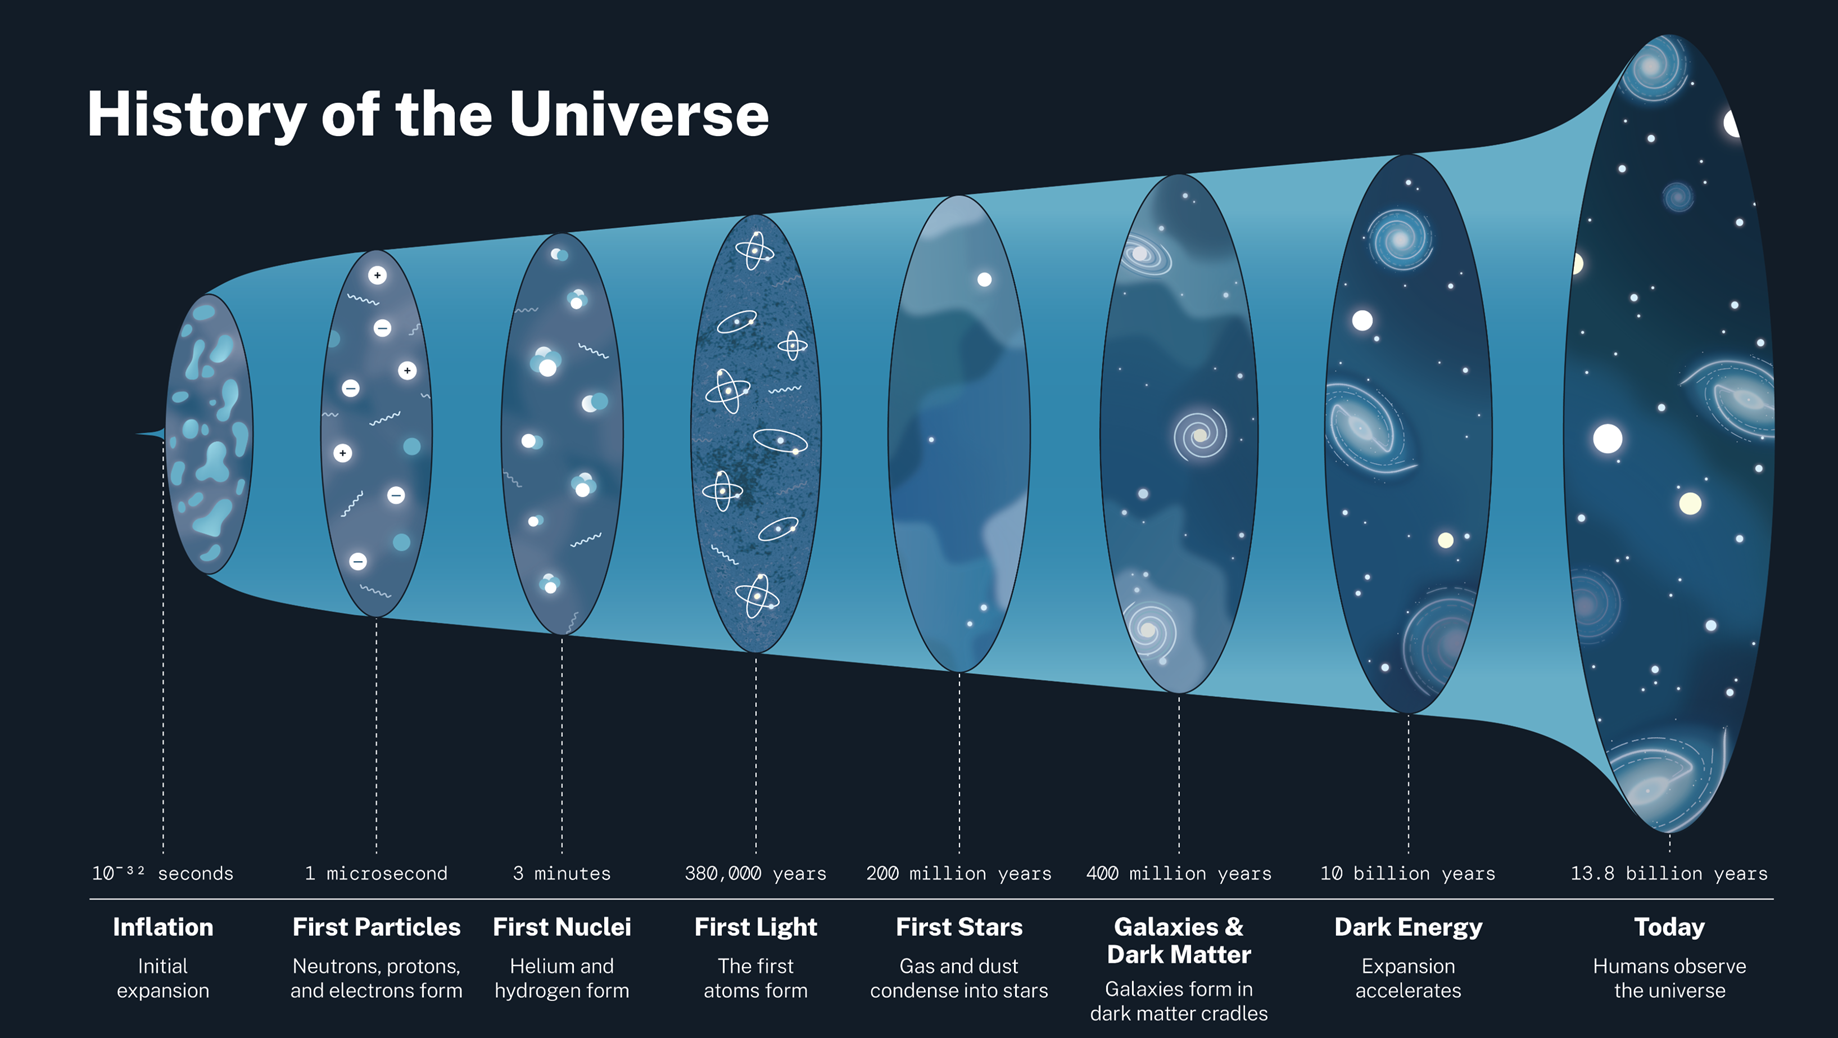 History of the Universe
10⁻³² seconds
1 microsecond
3 minutes
380,000 years
200 million years
400 million years
10 billion years
13.8 billion years
Inflation
Initial
expansion
First Particles
Neutrons, protons,
and electrons form
First Nuclei
Helium and
hydrogen form
First Light
The first
atoms form
First Stars
Gas and dust
condense into stars
Galaxies &
Dark Matter
Galaxies form in
dark matter cradles
Dark Energy
Expansion
accelerates
Today
Humans observe
the universe